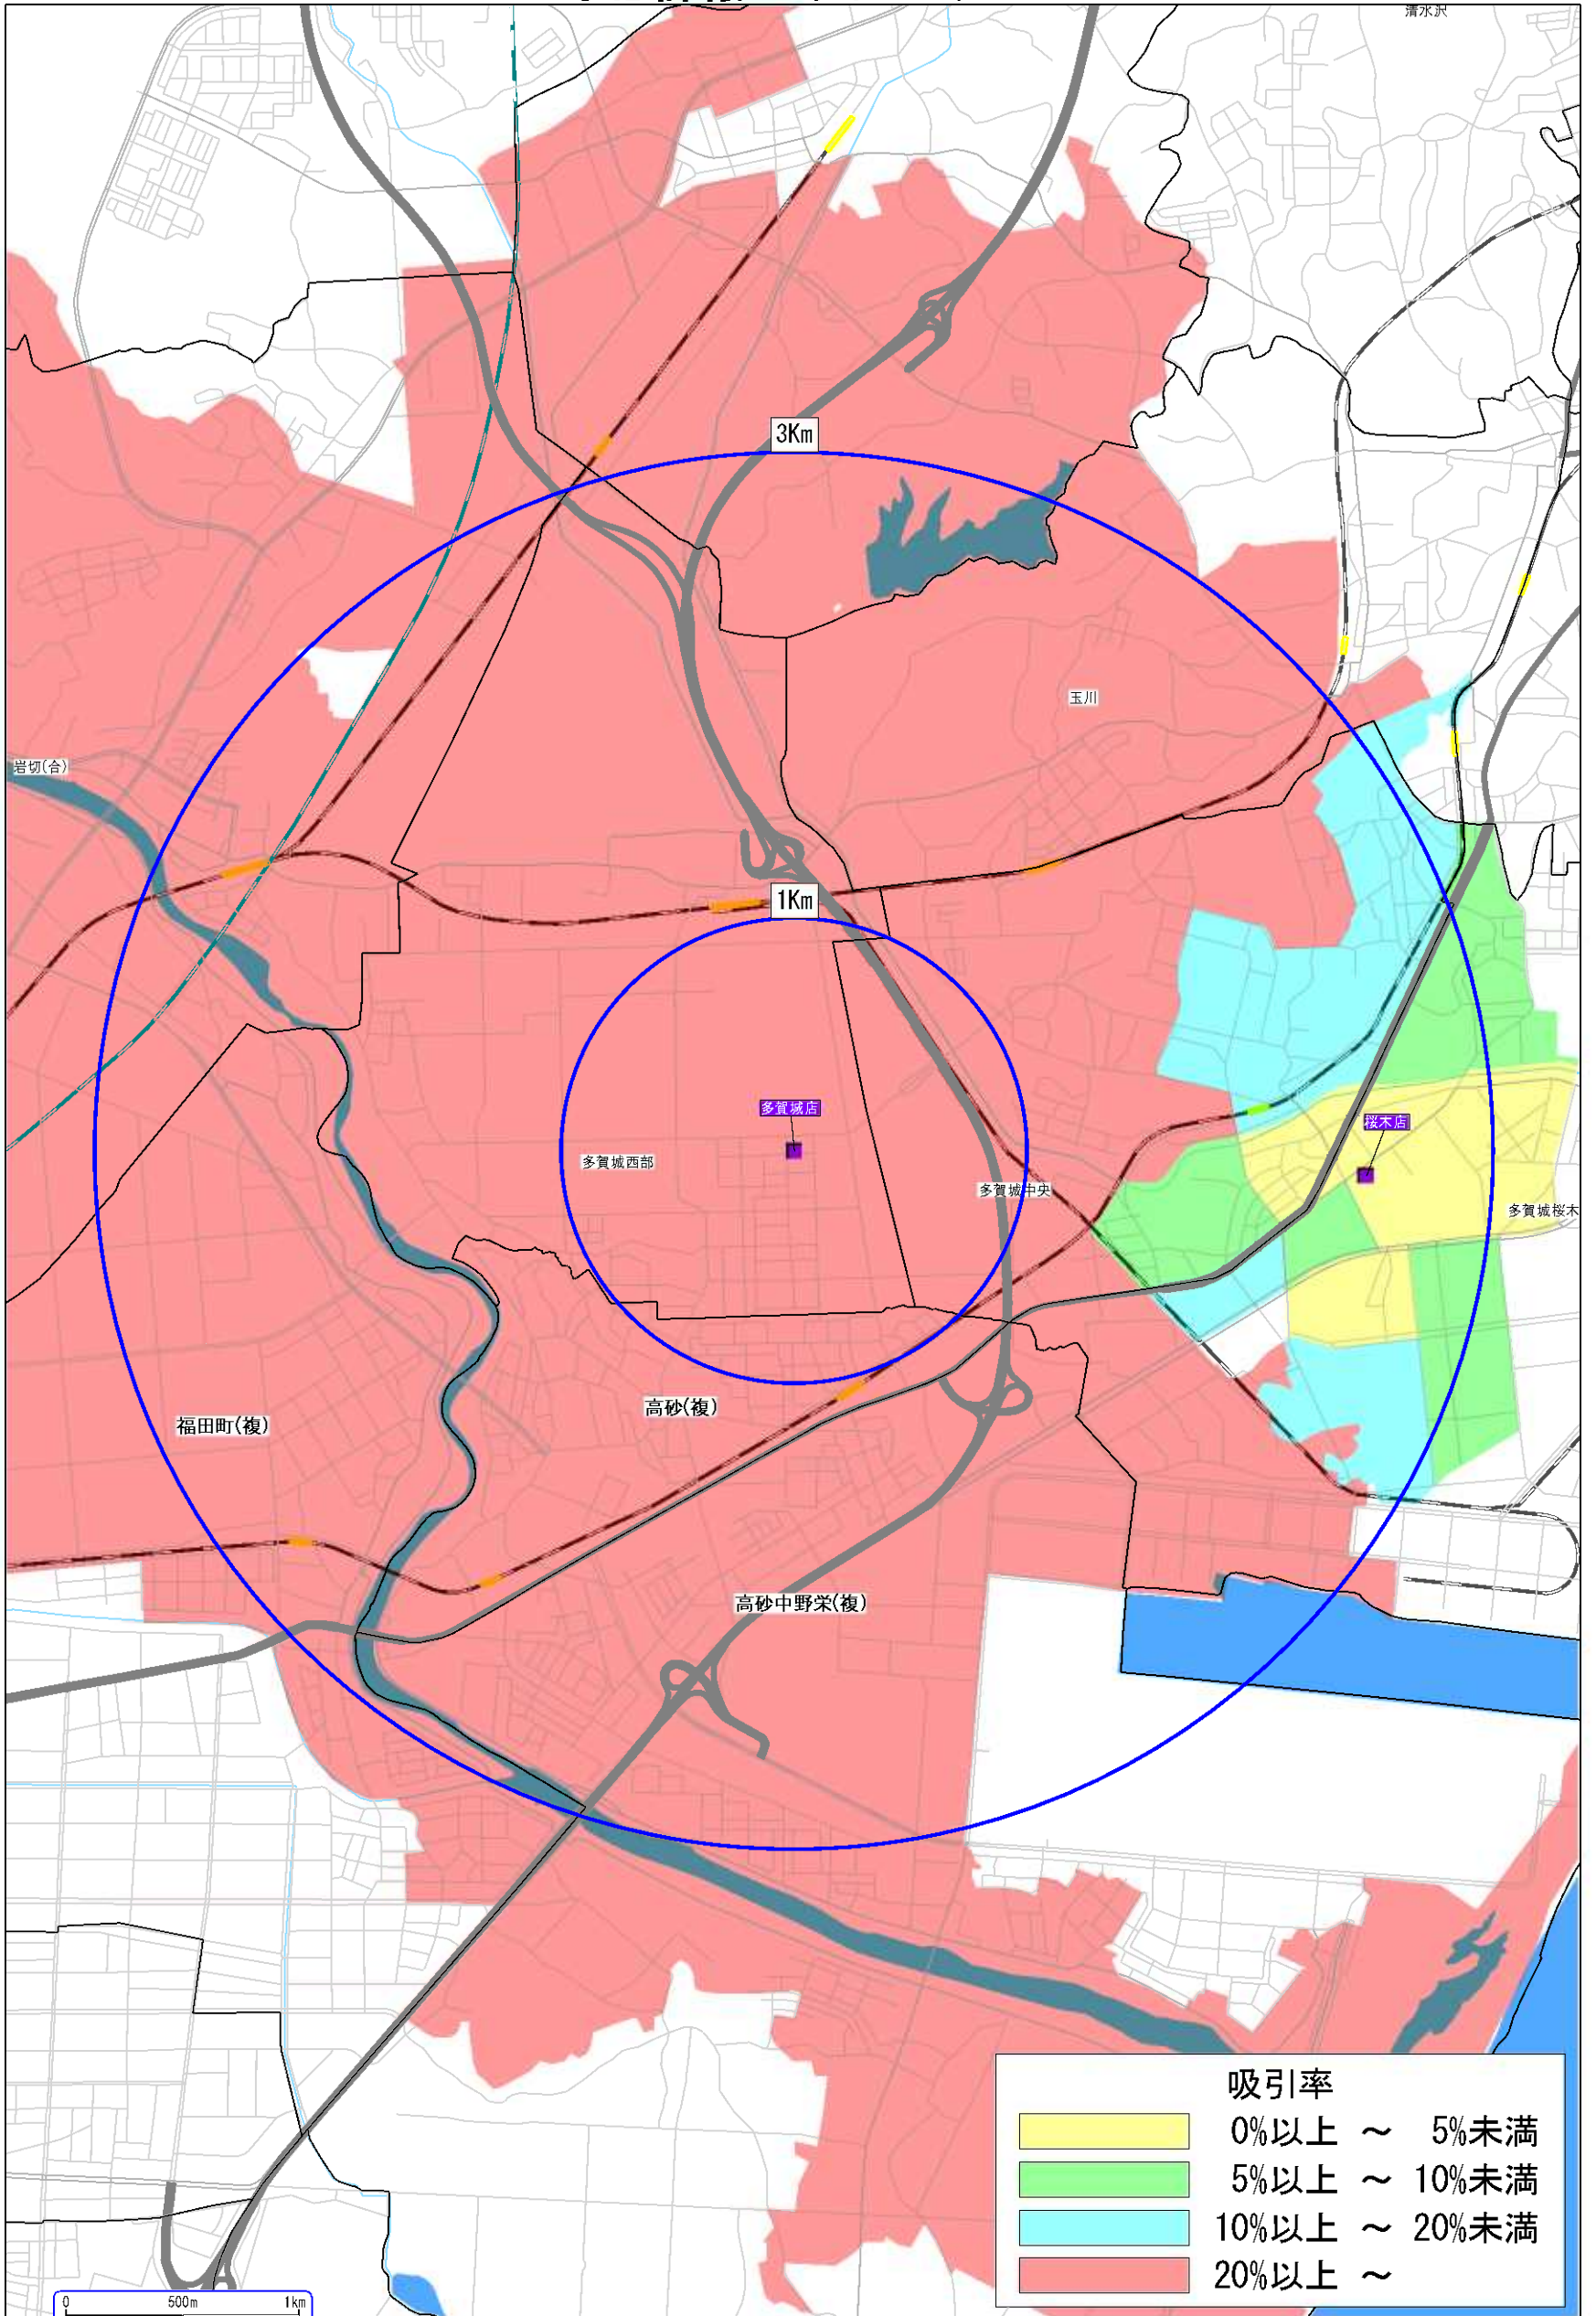 清水沢
3Km
玉川
岩切(合)
1Km
多賀城店
桜木店
多賀城西部
多賀城中央
多賀城桜木
高砂(複)
福田町(複)
高砂中野栄(複)
吸引率
0%以上 ～ 5%未満
5%以上 ～ 10%未満
10%以上 ～ 20%未満
20%以上 ～
0 500m 1km